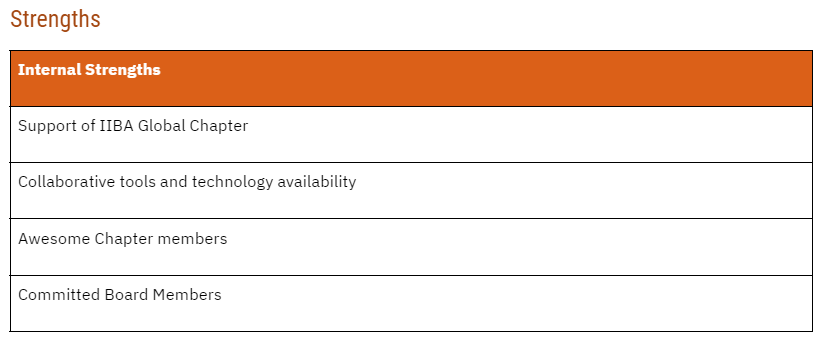 Strengths
Internal Strengths
Support of IIBA Global Chapter
Collaborative tools and technology availability
Awesome Chapter members
Committed Board Members